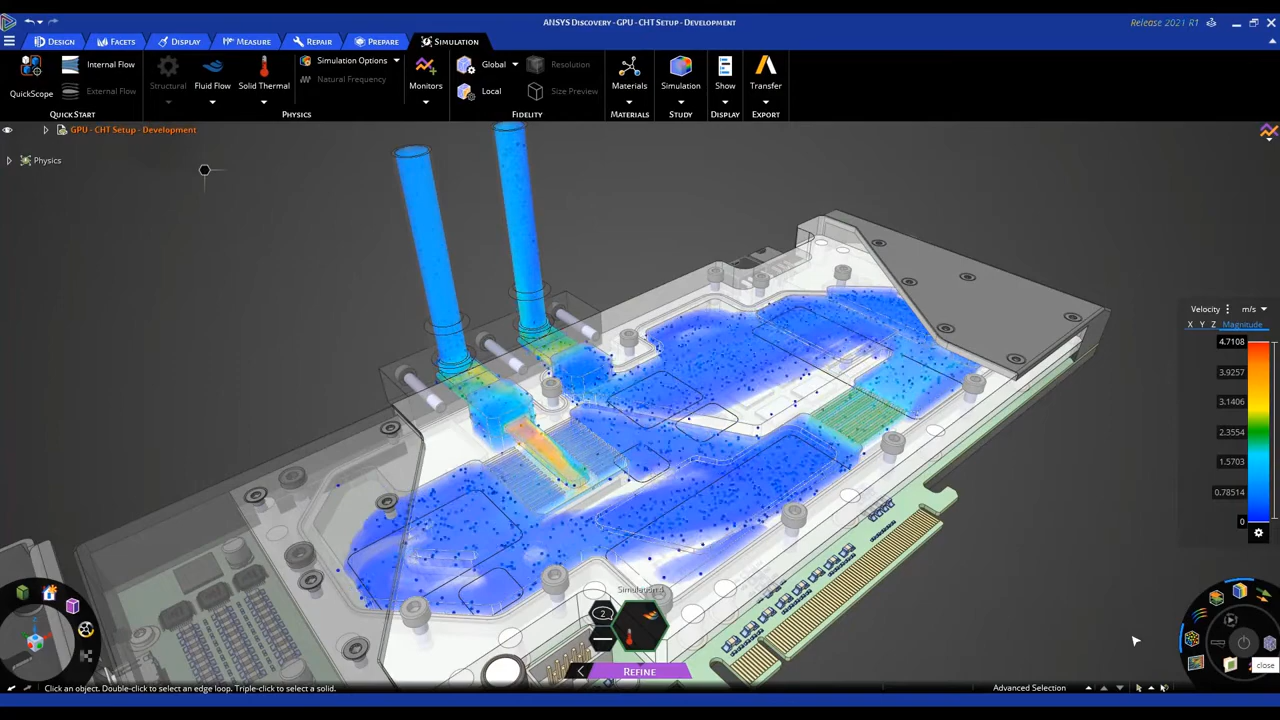 ANSYS Discovery - GPU - CHT Setup - Development
Release 2021 R1
Design
Facets
Display
Measure
Repair
Prepare
Simulation
QuickScope
Internal Flow
External Flow
QuickStart
Structural
Fluid Flow
Solid Thermal
Simulation Options
Natural Frequency
Physics
Monitors
Global
Local
Resolution
Size Preview
Fidelity
Materials
Materials
Simulation
Study
Show
Display
Transfer
Export
GPU - CHT Setup - Development
Physics
Velocity
m/s
X Y Z Magnitude
4.7108
3.9257
3.1406
2.3554
1.5703
0.78514
0
Simulation
2
Refine
close
Click an object. Double-click to select an edge loop. Triple-click to select a solid.
Advanced Selection